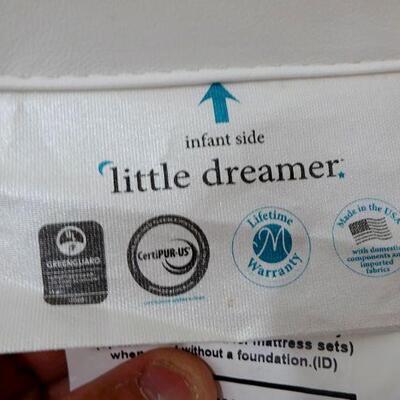 infant side
little dreamer
GREENGUARD
CertiPUR-US
Lifetime
M
Warranty
Made in the USA
with domestic
components and
imported
fabrics
mattress sets)
when without a foundation.(ID)